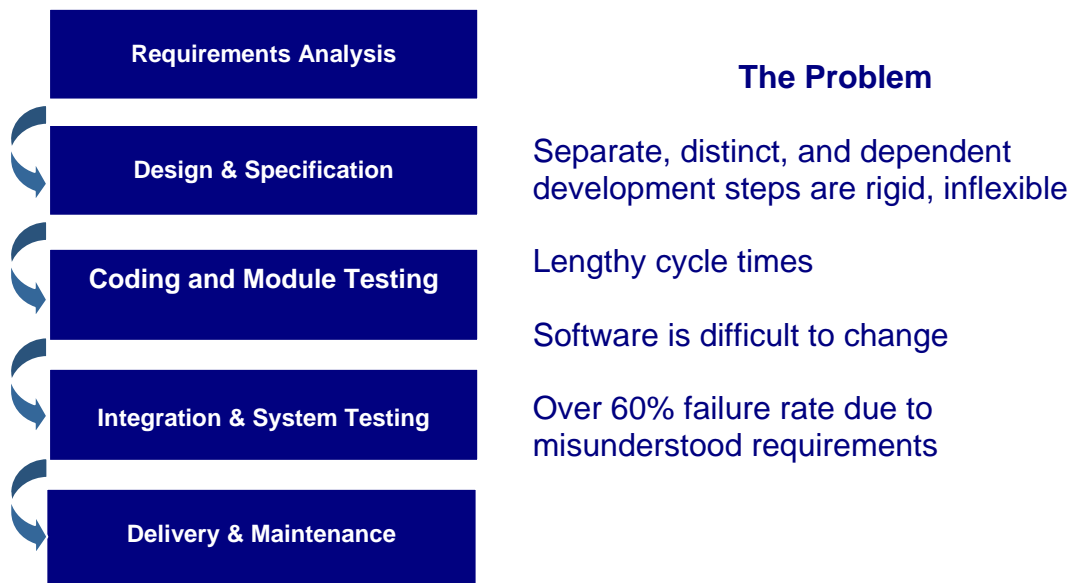 Requirements Analysis
Design & Specification
Coding and Module Testing
Integration & System Testing
Delivery & Maintenance
The Problem
Separate, distinct, and dependent
development steps are rigid, inflexible
Lengthy cycle times
Software is difficult to change
Over 60% failure rate due to
misunderstood requirements